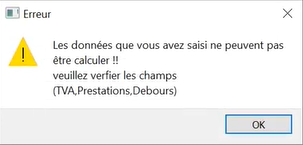 Erreur
Les données que vous avez saisi ne peuvent pas
être calculer !!
veuillez verfier les champs
(TVA,Prestations,Debours)
OK